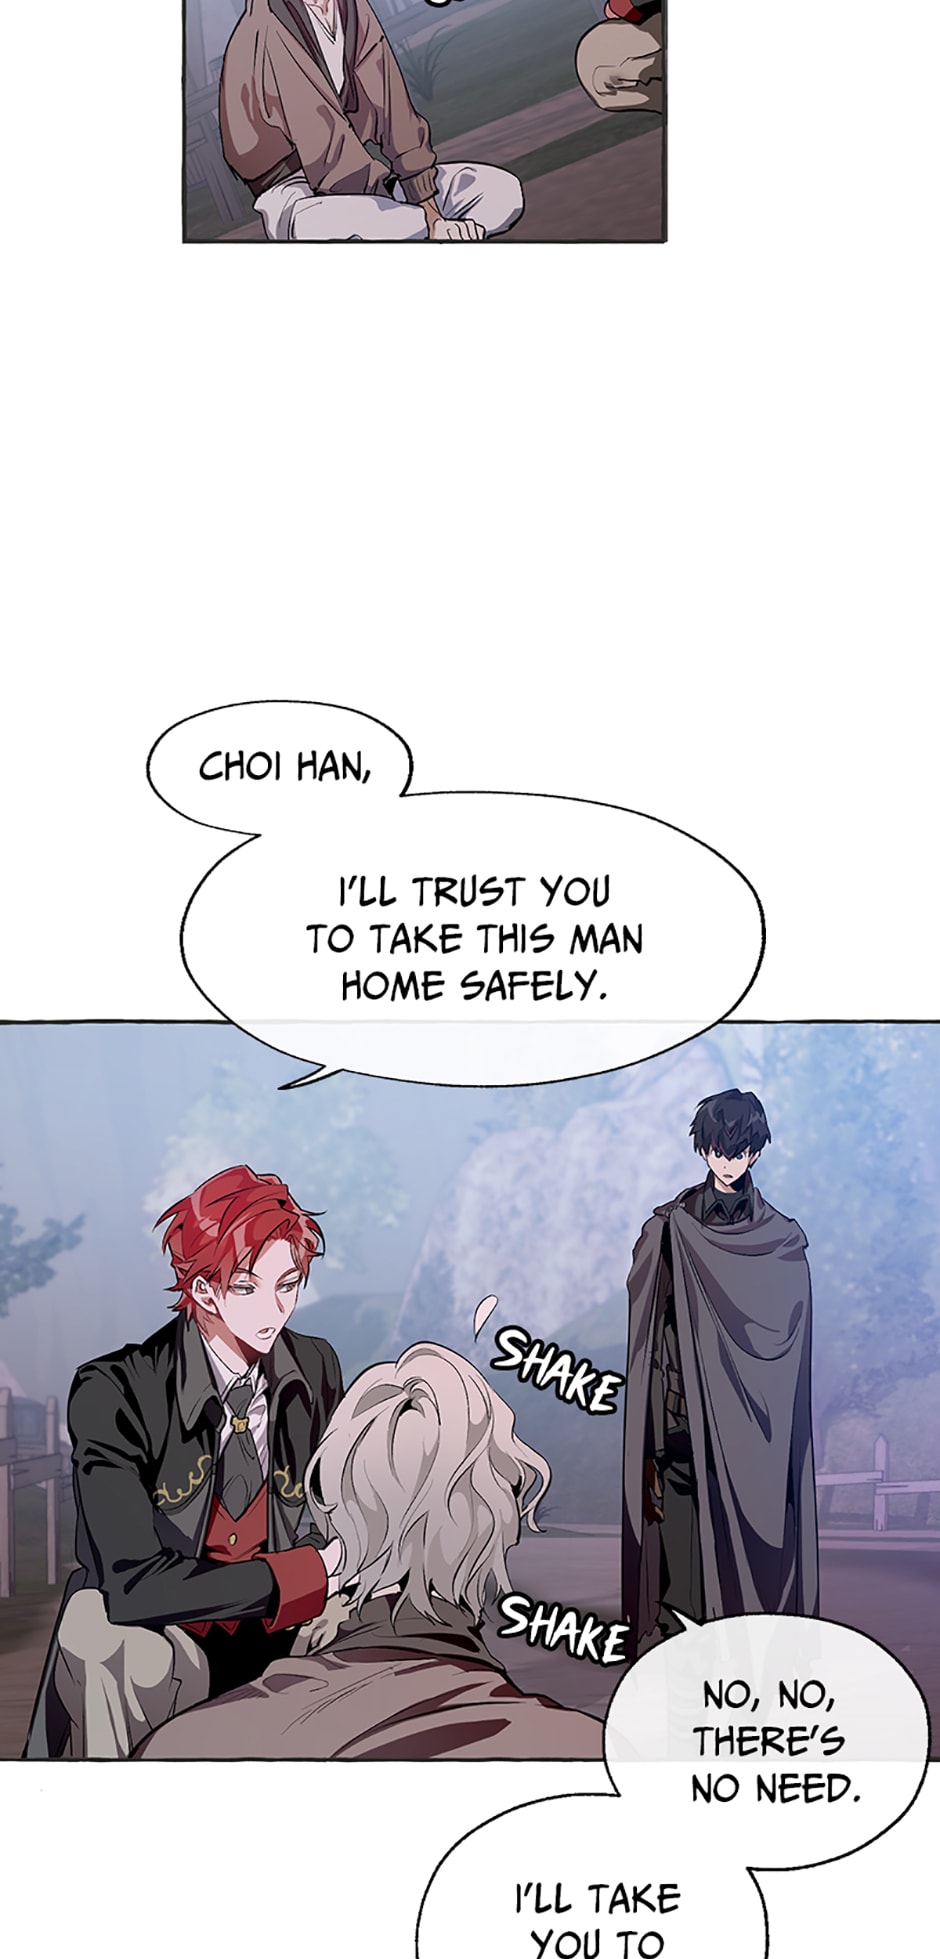 CHOI HAN,
I'LL TRUST YOU
TO TAKE THIS MAN
HOME SAFELY.
SHAKE
SHAKE
NO, NO,
THERE'S
NO NEED.
I'LL TAKE
YOU TO